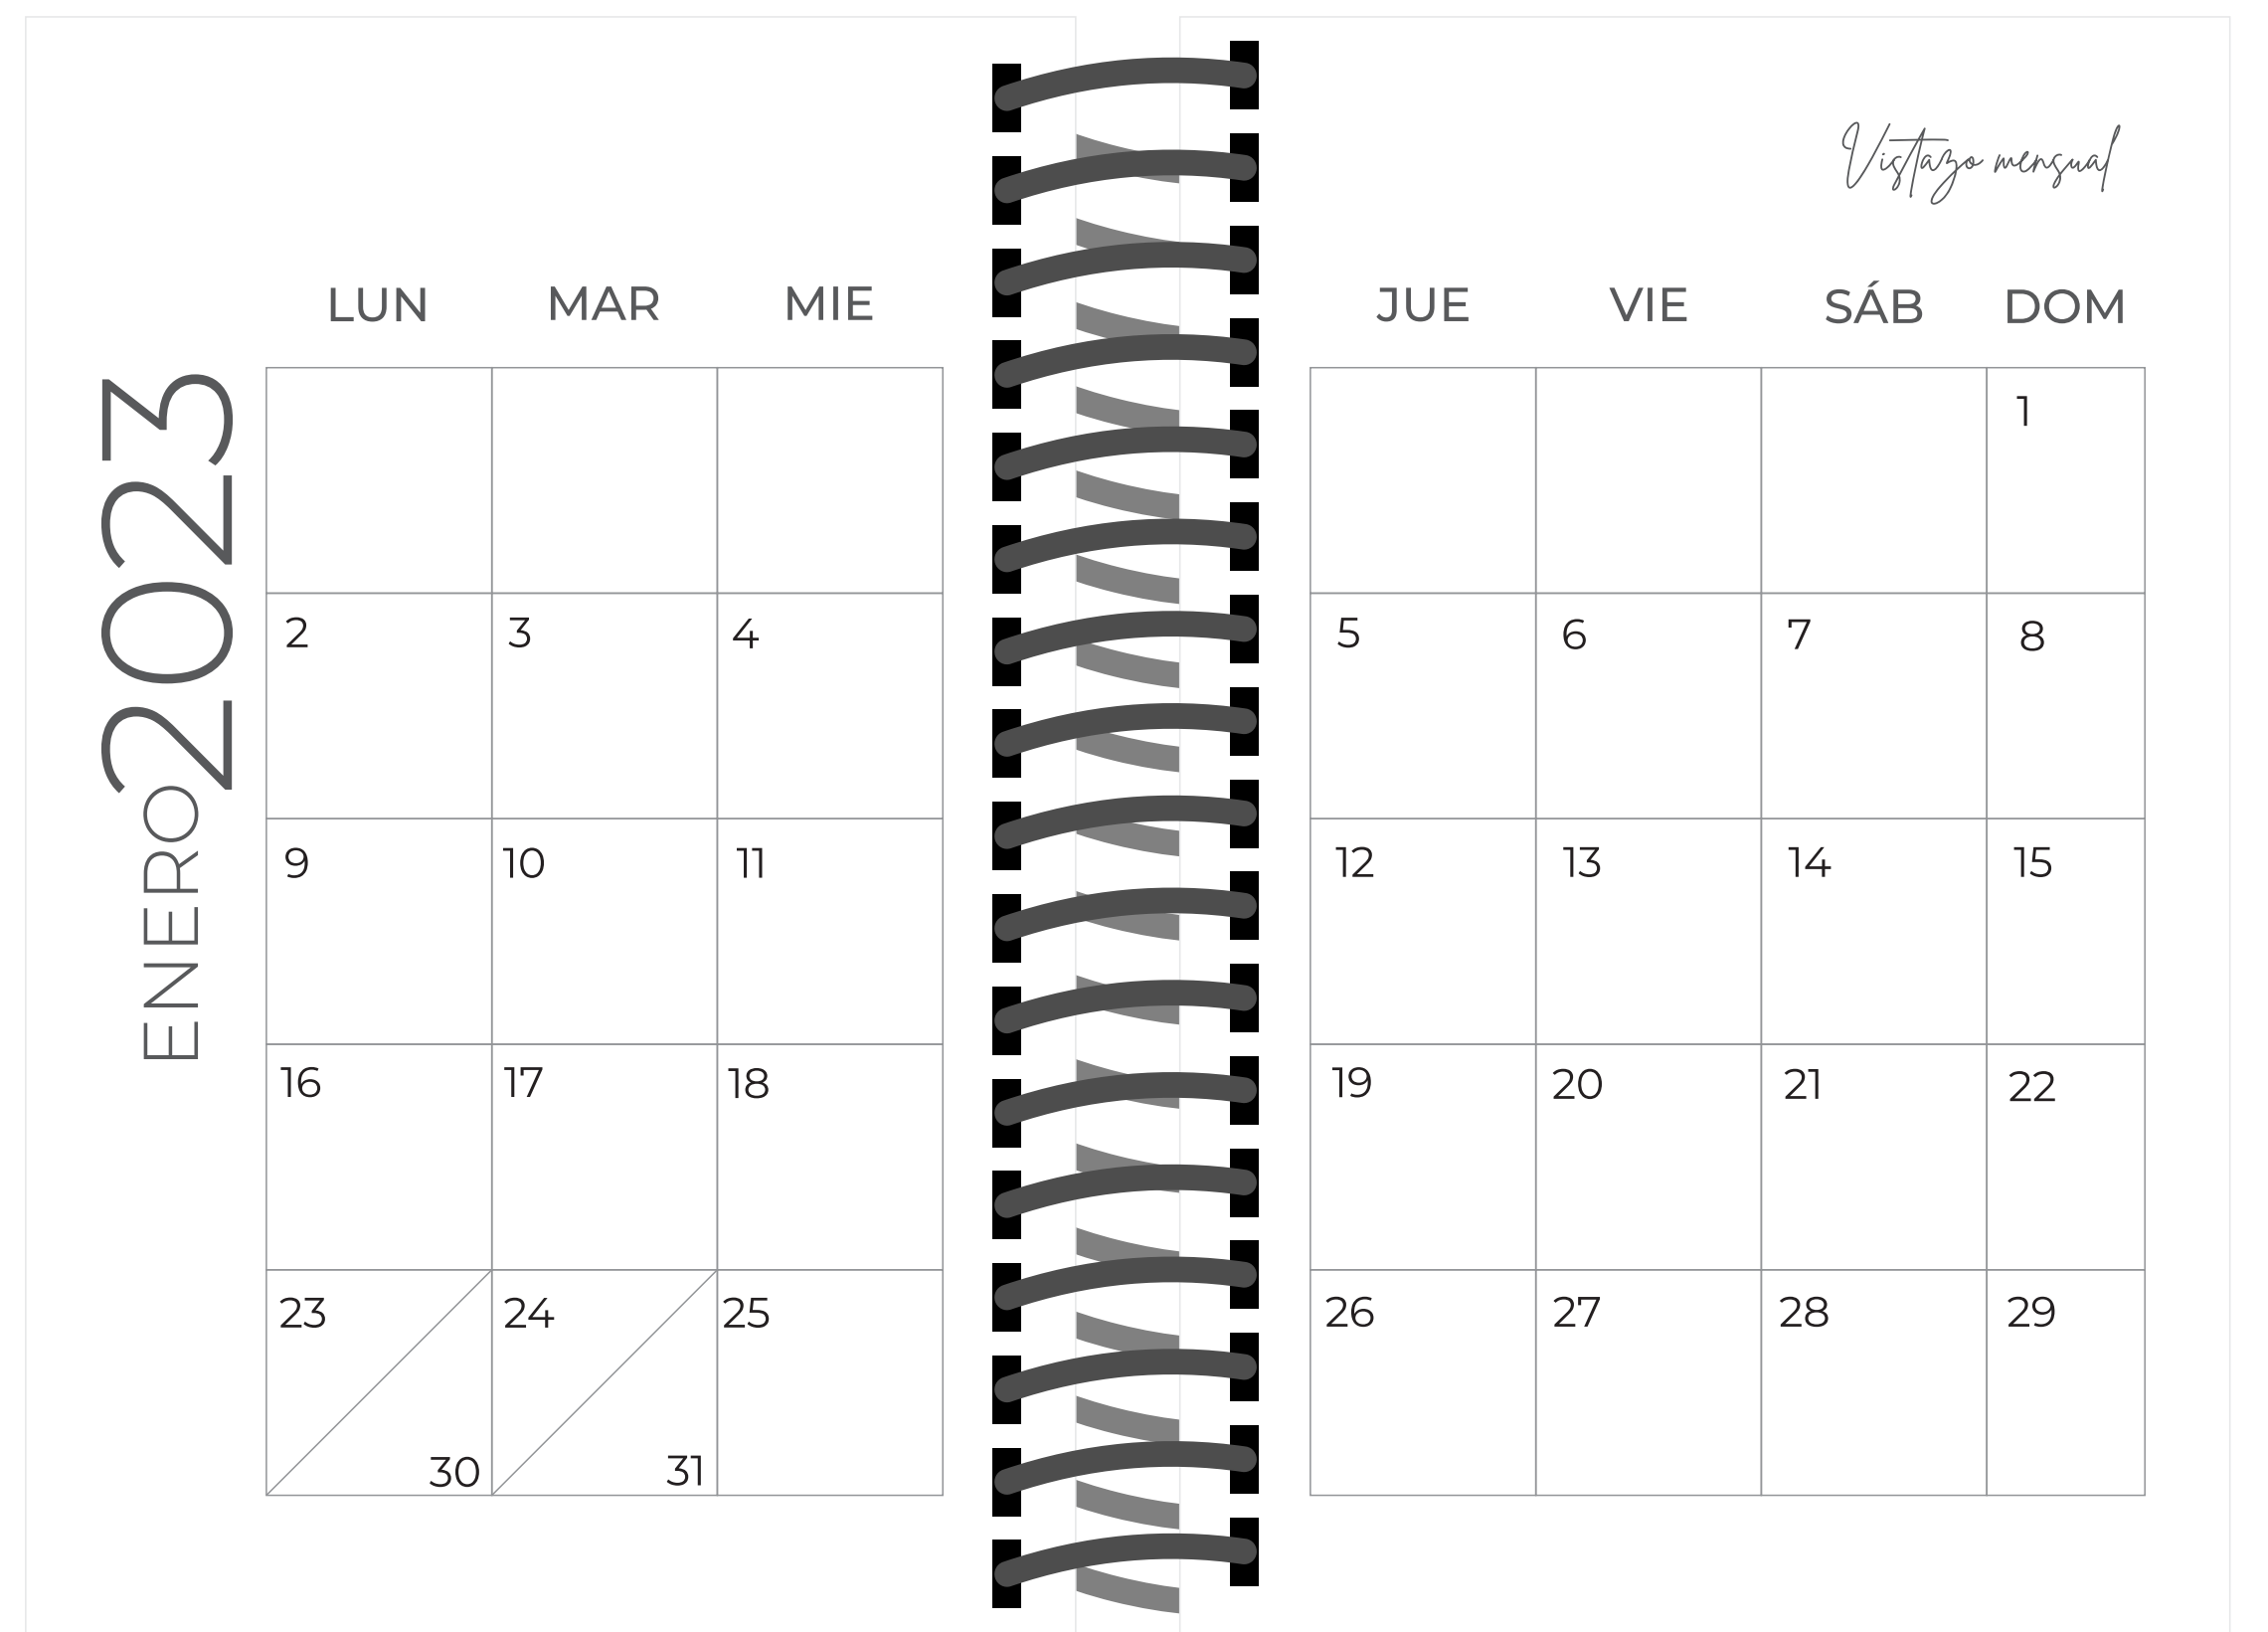 Vistazo mensual
LUN MAR MIE JUE VIE SÁB DOM
ENERO 2023
1
2 3 4 5 6 7 8
9 10 11 12 13 14 15
16 17 18 19 20 21 22
23 24 25 26 27 28 29
30 31